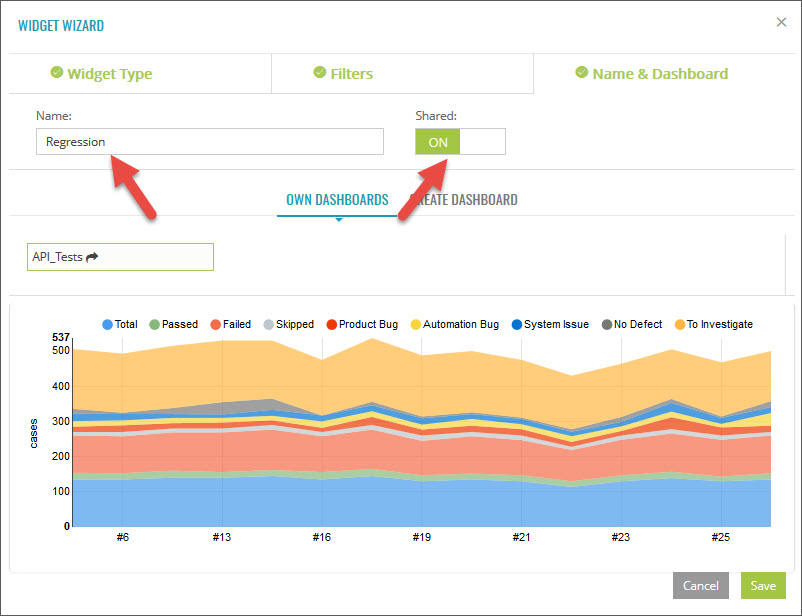 WIDGET WIZARD ×
Widget Type Filters Name & Dashboard
Name: Shared:
Regression ON
OWN DASHBOARDS CREATE DASHBOARD
API_Tests
Total Passed Failed Skipped Product Bug Automation Bug System Issue No Defect To Investigate
537
500
400
300
cases
200
100
0
#6 #13 #16 #19 #21 #23 #25
Cancel Save